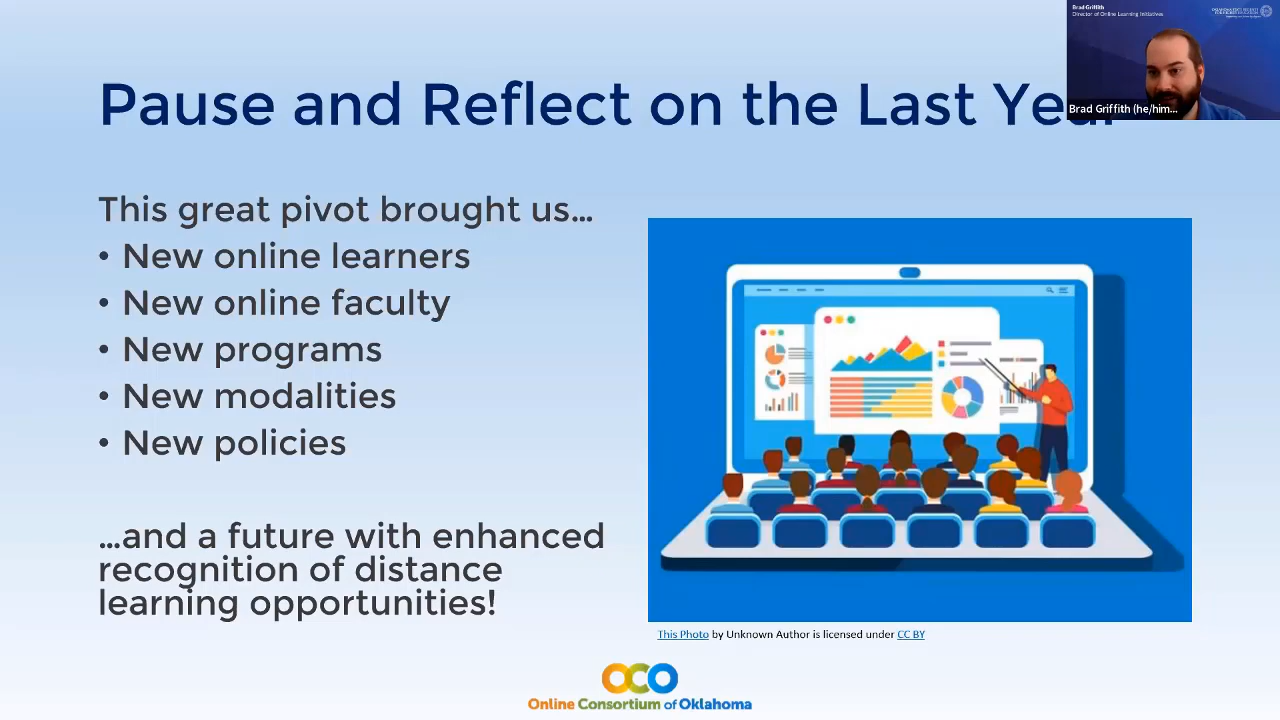 Brad Griffith
Director of Online Learning Initiatives
Pause and Reflect on the Last Year
Brad Griffith (he/him...
This great pivot brought us...
• New online learners
• New online faculty
• New programs
• New modalities
• New policies
...and a future with enhanced
recognition of distance
learning opportunities!
This Photo by Unknown Author is licensed under CC BY
OCO
Online Consortium of Oklahoma